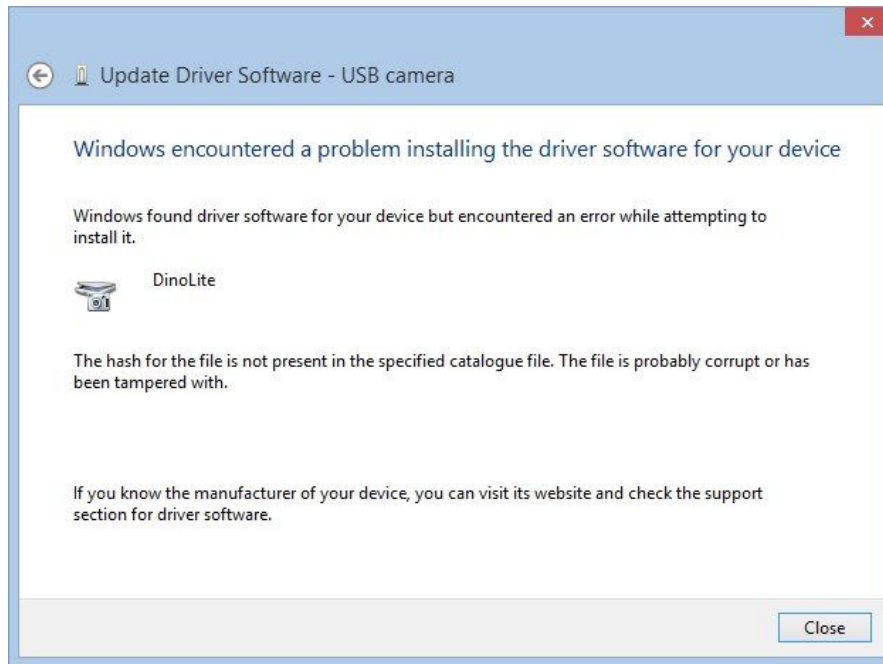 Update Driver Software - USB camera
Windows encountered a problem installing the driver software for your device
Windows found driver software for your device but encountered an error while attempting to
install it.
DinoLite
The hash for the file is not present in the specified catalogue file. The file is probably corrupt or has
been tampered with.
If you know the manufacturer of your device, you can visit its website and check the support
section for driver software.
Close